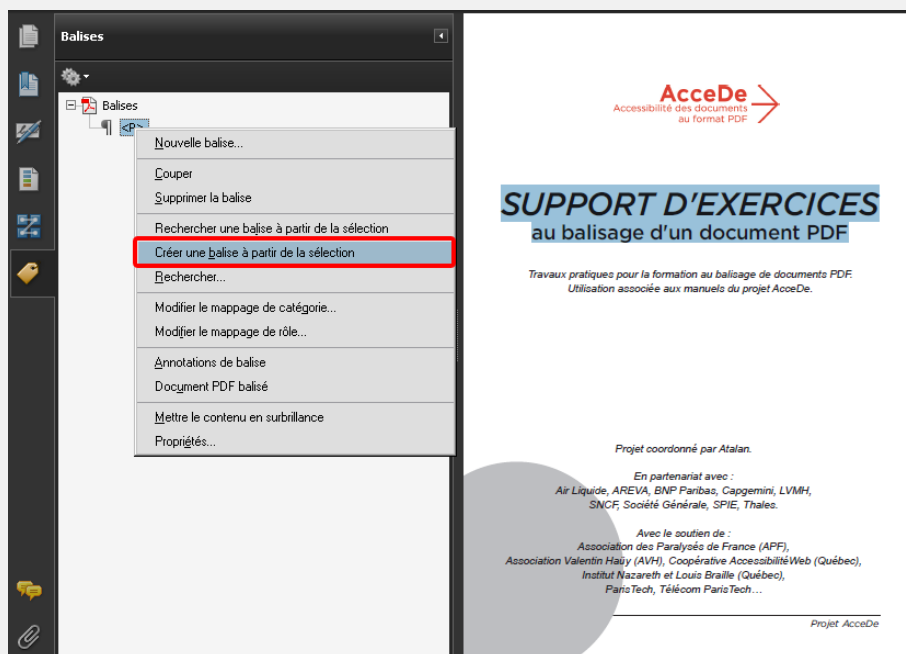 Balises
Balises
<P>
Nouvelle balise...
Couper
Supprimer la balise
Rechercher une balise à partir de la sélection
Créer une balise à partir de la sélection
Rechercher...
Modifier le mappage de catégorie...
Modifier le mappage de rôle...
Annotations de balise
Document PDF balisé
Mettre le contenu en surbrillance
Propriétés...
AcceDe
Accessibilité des documents
au format PDF
SUPPORT D'EXERCICES
au balisage d'un document PDF
Travaux pratiques pour la formation au balisage de documents PDF.
Utilisation associée aux manuels du projet AcceDe.
Projet coordonné par Atalan.
En partenariat avec :
Air Liquide, AREVA, BNP Paribas, Capgemini, LVMH,
SNCF, Société Générale, SPIE, Thales.
Avec le soutien de :
Association des Paralysés de France (APF),
Association Valentin Haüy (AVH), Coopérative AccessibilitéWeb (Québec),
Institut Nazareth et Louis Braille (Québec),
ParisTech, Télécom ParisTech…
Projet AcceDe